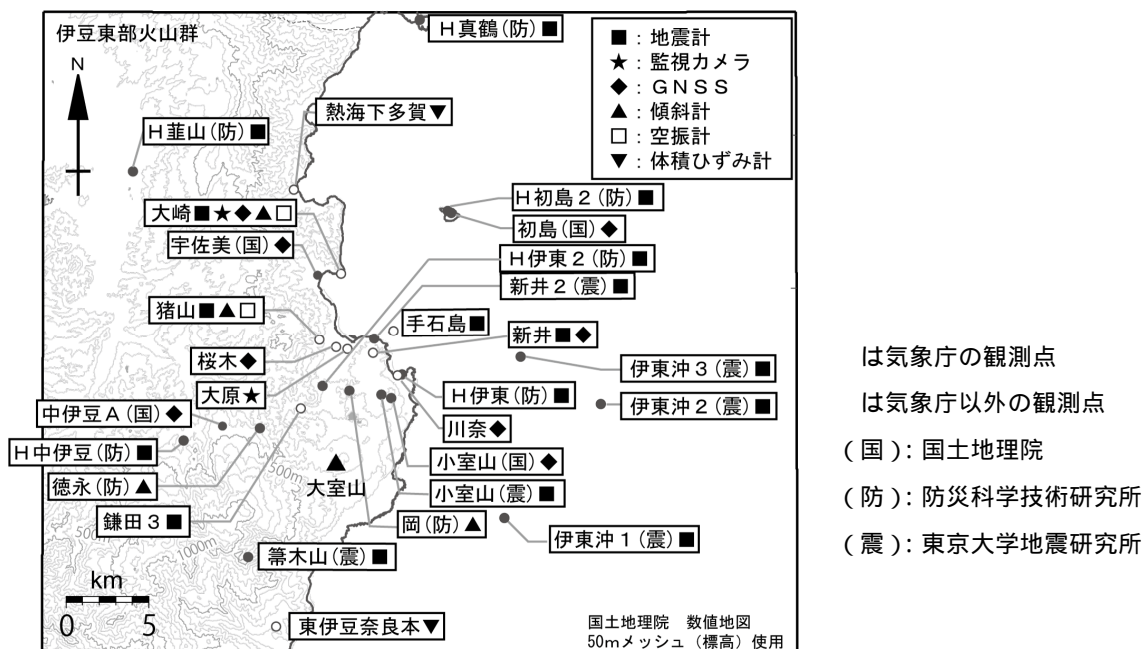 伊豆東部火山群
N
H真鶴(防)■
■：地震計
★：監視カメラ
◆：GNSS
▲：傾斜計
□：空振計
▼：体積ひずみ計
熱海下多賀▼
H韮山(防)■
H初島2(防)■
大崎■★◆▲□
初島(国)◆
宇佐美(国)◆
H伊東2(防)■
新井2(震)■
猪山■▲□
手石島■
新井■◆
桜木◆
伊東沖3(震)■
大原★
H伊東(防)■
伊東沖2(震)■
中伊豆A(国)◆
川奈◆
H中伊豆(防)■
小室山(国)◆
徳永(防)▲
大室山
小室山(震)■
鎌田3■
岡(防)▲
伊東沖1(震)■
箒木山(震)■
500m
500m
1000m
km
0 5
東伊豆奈良本▼
国土地理院 数値地図
50mメッシュ(標高)使用
は気象庁の観測点
は気象庁以外の観測点
(国)：国土地理院
(防)：防災科学技術研究所
(震)：東京大学地震研究所